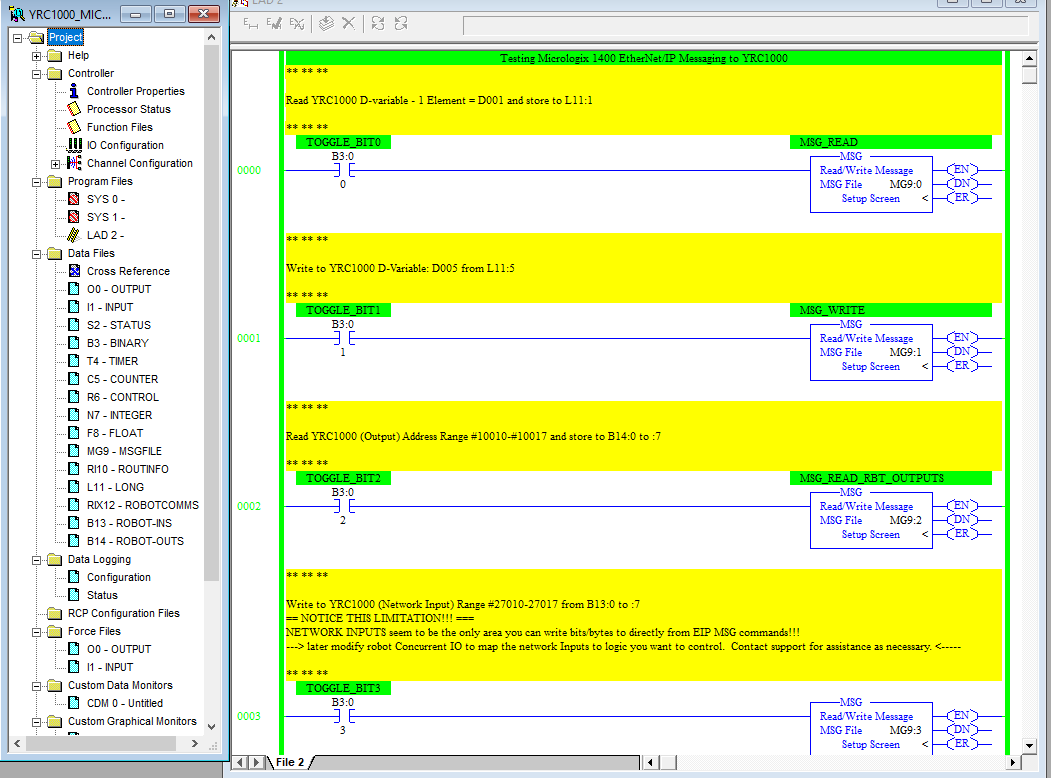 YRC1000_MIC...
Project
Help
Controller
Controller Properties
Processor Status
Function Files
IO Configuration
Channel Configuration
Program Files
SYS 0 -
SYS 1 -
LAD 2 -
Data Files
Cross Reference
O0 - OUTPUT
I1 - INPUT
S2 - STATUS
B3 - BINARY
T4 - TIMER
C5 - COUNTER
R6 - CONTROL
N7 - INTEGER
F8 - FLOAT
MG9 - MSGFILE
RI10 - ROUTINFO
L11 - LONG
RIX12 - ROBOTCOMMS
B13 - ROBOT-INS
B14 - ROBOT-OUTS
Data Logging
Configuration
Status
RCP Configuration Files
Force Files
O0 - OUTPUT
I1 - INPUT
Custom Data Monitors
CDM 0 - Untitled
Custom Graphical Monitors
LAD 2
Testing Micrologix 1400 EtherNet/IP Messaging to YRC1000
** ** **
Read YRC1000 D-variable - 1 Element = D001 and store to L11:1
** ** **
TOGGLE_BIT0 MSG_READ
B3:0 MSG
0000 Read/Write Message EN
0 MSG File MG9:0 DN
Setup Screen < ER
** ** **
Write to YRC1000 D-Variable: D005 from L11:5
** ** **
TOGGLE_BIT1 MSG_WRITE
B3:0 MSG
0001 Read/Write Message EN
1 MSG File MG9:1 DN
Setup Screen < ER
** ** **
Read YRC1000 (Output) Address Range #10010-#10017 and store to B14:0 to :7
** ** **
TOGGLE_BIT2 MSG_READ_RBT_OUTPUTS
B3:0 MSG
0002 Read/Write Message EN
2 MSG File MG9:2 DN
Setup Screen < ER
** ** **
Write to YRC1000 (Network Input) Range #27010-27017 from B13:0 to :7
== NOTICE THIS LIMITATION!!! ===
NETWORK INPUTS seem to be the only area you can write bits/bytes to directly from EIP MSG commands!!!
---> later modify robot Concurrent IO to map the network Inputs to logic you want to control. Contact support for assistance as necessary. <-----
** ** **
TOGGLE_BIT3
B3:0 MSG
0003 Read/Write Message EN
3 MSG File MG9:3 DN
Setup Screen < ER
File 2